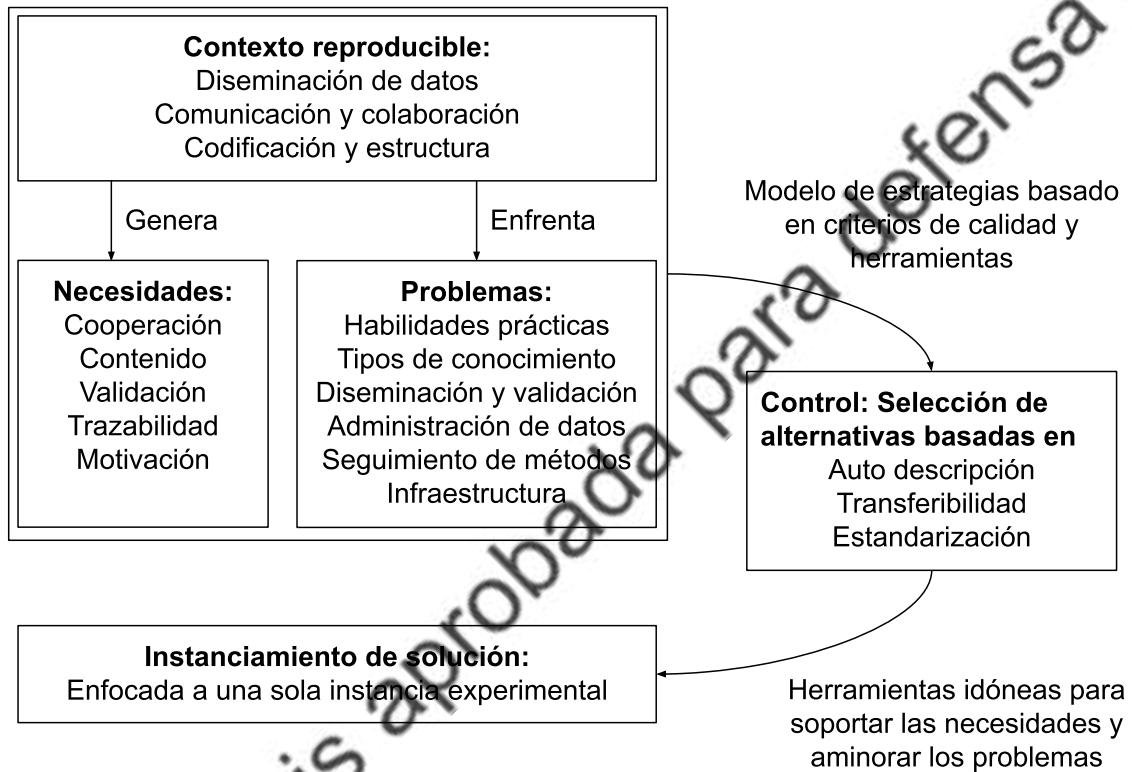 Contexto reproducible:
Diseminación de datos
Comunicación y colaboración
Codificación y estructura
Genera
Enfrenta
Necesidades:
Cooperación
Contenido
Validación
Trazabilidad
Motivación
Problemas:
Habilidades prácticas
Tipos de conocimiento
Diseminación y validación
Administración de datos
Seguimiento de métodos
Infraestructura
Modelo de estrategias basado
en criterios de calidad y
herramientas
Control: Selección de
alternativas basadas en
Auto descripción
Transferibilidad
Estandarización
Instanciamiento de solución:
Enfocada a una sola instancia experimental
Herramientas idóneas para
soportar las necesidades y
aminorar los problemas
is aprobada para defensa